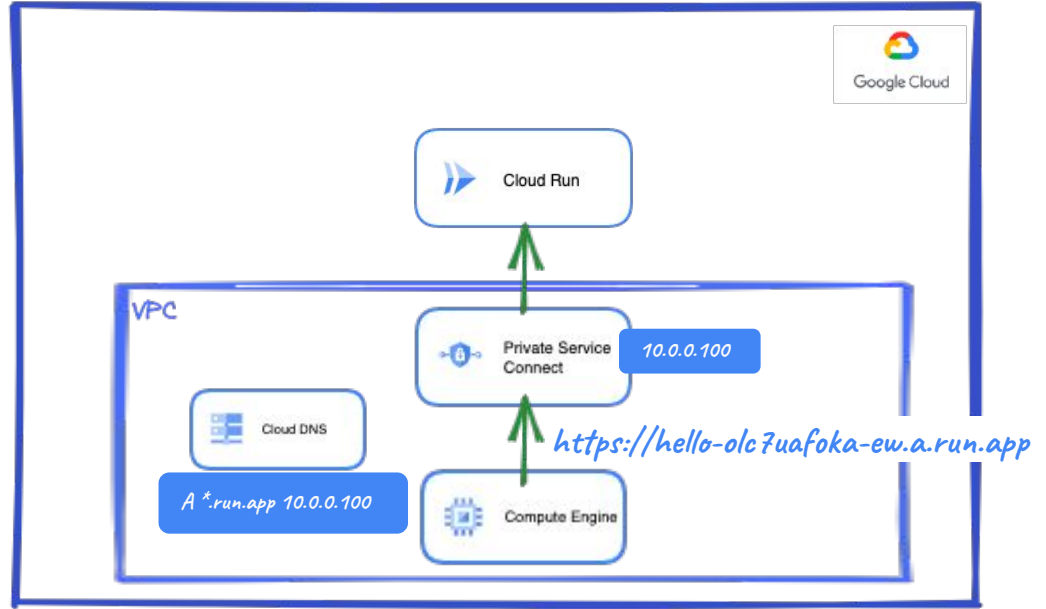 Google Cloud
Cloud Run
VPC
Private Service
Connect
10.0.0.100
Cloud DNS
https://hello-olc7uafoka-ew.a.run.app
A *.run.app 10.0.0.100
Compute Engine